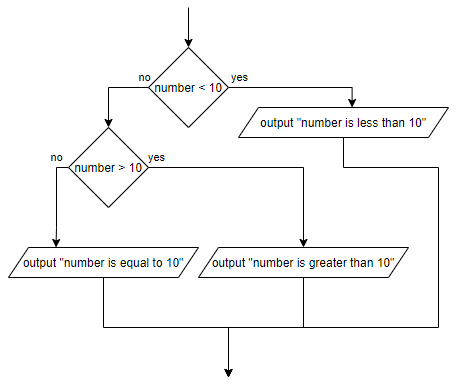 no
yes
number < 10
output "number is less than 10"
no
yes
number > 10
output "number is equal to 10"
output "number is greater than 10"